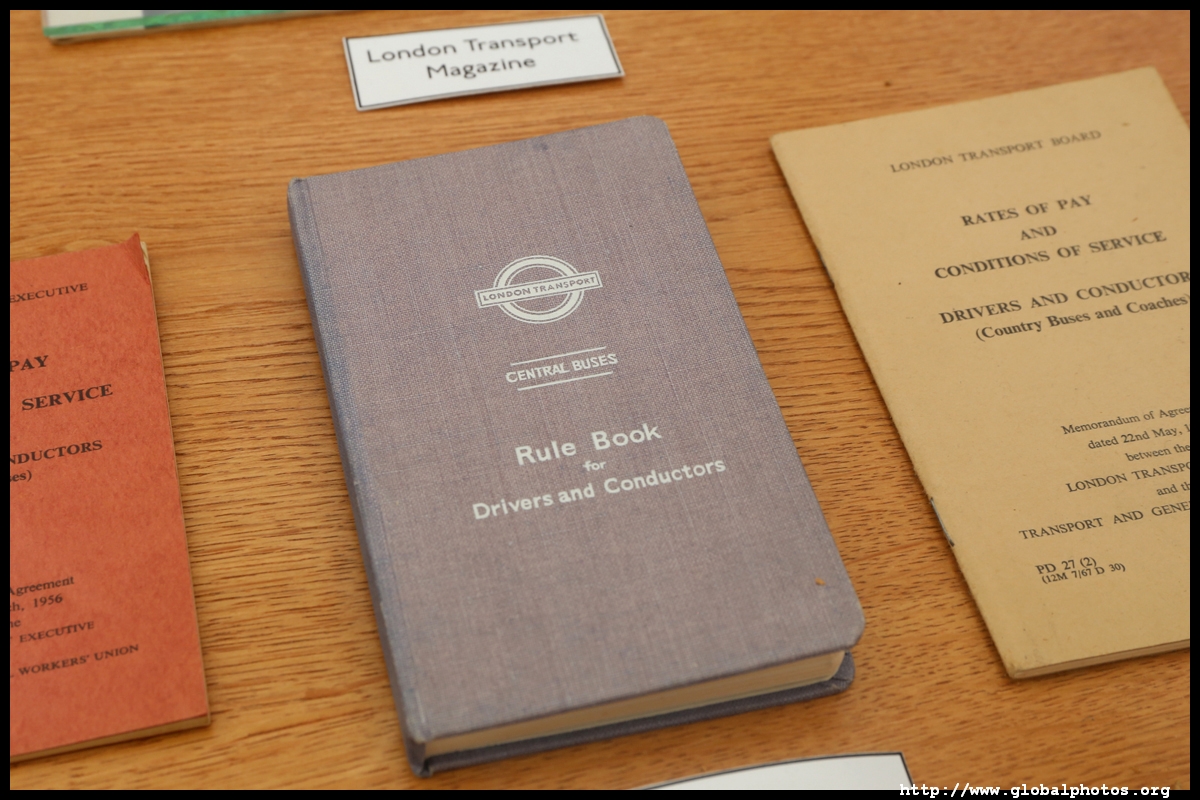 London Transport
Magazine
EXECUTIVE
PAY
SERVICE
Agreement
1956
EXECUTIVE
WORKERS' UNION
LONDON TRANSPORT
CENTRAL BUSES
Rule Book
for
Drivers and Conductors
LONDON TRANSPORT BOARD
RATES OF PAY
AND
CONDITIONS OF SERVICE
DRIVERS AND CONDUCTOR
(Country Buses and Coaches)
Memorandum of Agree
dated 22nd May, 1
between the
LONDON TRANSPO
and th
TRANSPORT AND GENE
PD 27 (2)
(12M 7/67 D 30)
http://www.globalphotos.org